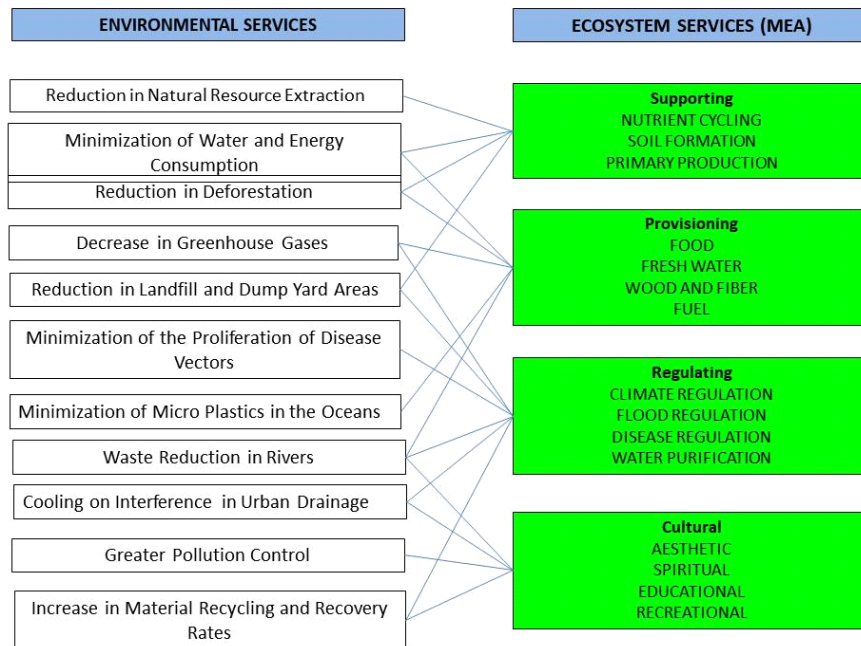 ENVIRONMENTAL SERVICES
Reduction in Natural Resource Extraction
Minimization of Water and Energy
Consumption
Reduction in Deforestation
Decrease in Greenhouse Gases
Reduction in Landfill and Dump Yard Areas
Minimization of the Proliferation of Disease
Vectors
Minimization of Micro Plastics in the Oceans
Waste Reduction in Rivers
Cooling on Interference in Urban Drainage
Greater Pollution Control
Increase in Material Recycling and Recovery
Rates
ECOSYSTEM SERVICES (MEA)
Supporting
NUTRIENT CYCLING
SOIL FORMATION
PRIMARY PRODUCTION
Provisioning
FOOD
FRESH WATER
WOOD AND FIBER
FUEL
Regulating
CLIMATE REGULATION
FLOOD REGULATION
DISEASE REGULATION
WATER PURIFICATION
Cultural
AESTHETIC
SPIRITUAL
EDUCATIONAL
RECREATIONAL